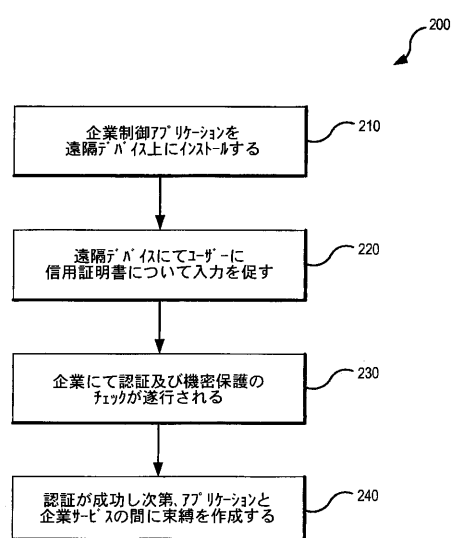 200
企業制御ｱﾌﾟﾘｹｰｼｮﾝを
遠隔ﾃﾞﾊﾞｲｽ上にｲﾝｽﾄｰﾙする
210
遠隔ﾃﾞﾊﾞｲｽにてﾕｰｻﾞｰに
信用証明書について入力を促す
220
企業にて認証及び機密保護の
ﾁｪｯｸが遂行される
230
認証が成功し次第､ｱﾌﾟﾘｹｰｼｮﾝと
企業ｻｰﾋﾞｽの間に束縛を作成する
240